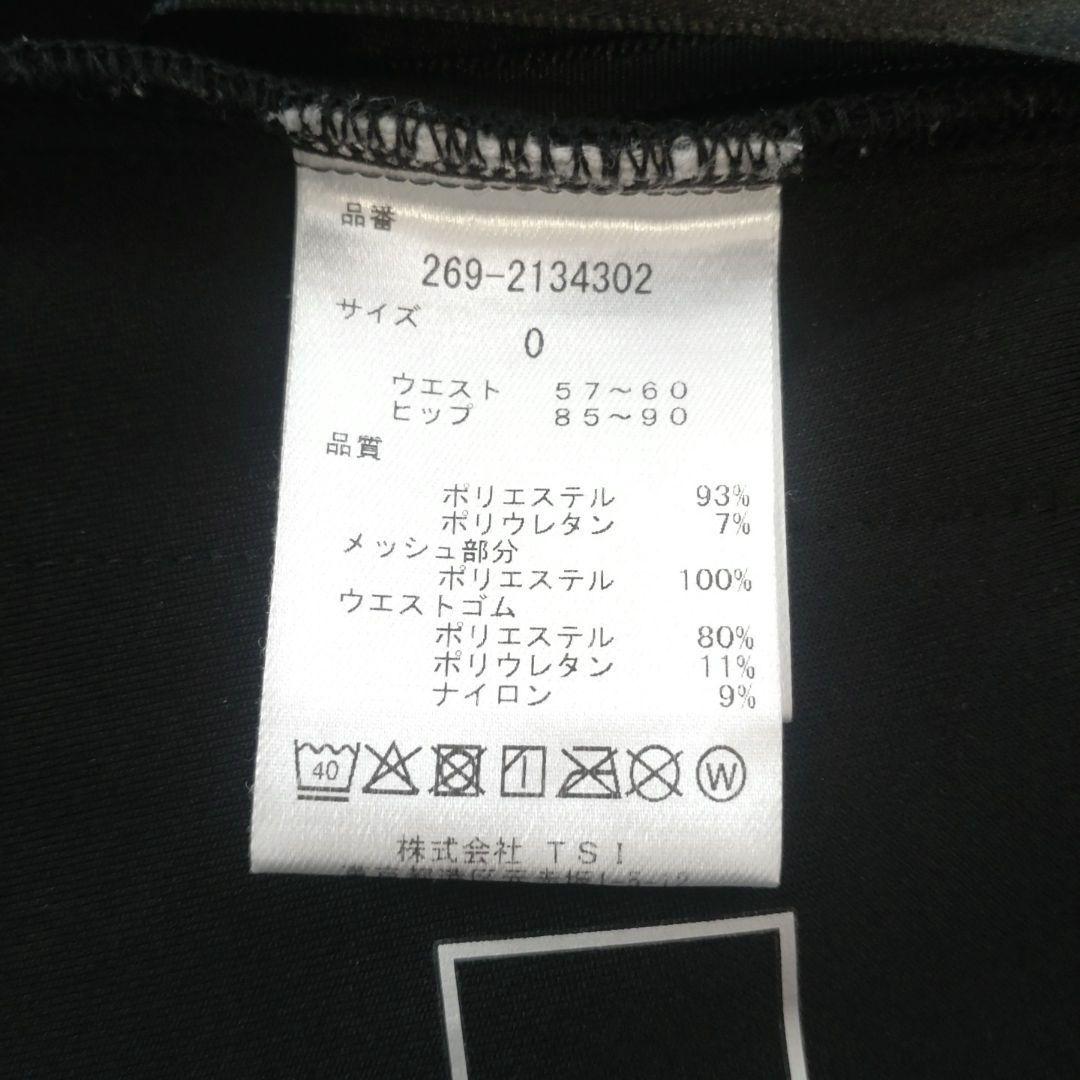 品番
269-2134302
サイズ
0
ウエスト 57～60
ヒップ 85～90
品質
ポリエステル 93%
ポリウレタン 7%
メッシュ部分
ポリエステル 100%
ウエストゴム
ポリエステル 80%
ポリウレタン 11%
ナイロン 9%
40 W
株式会社 TSI